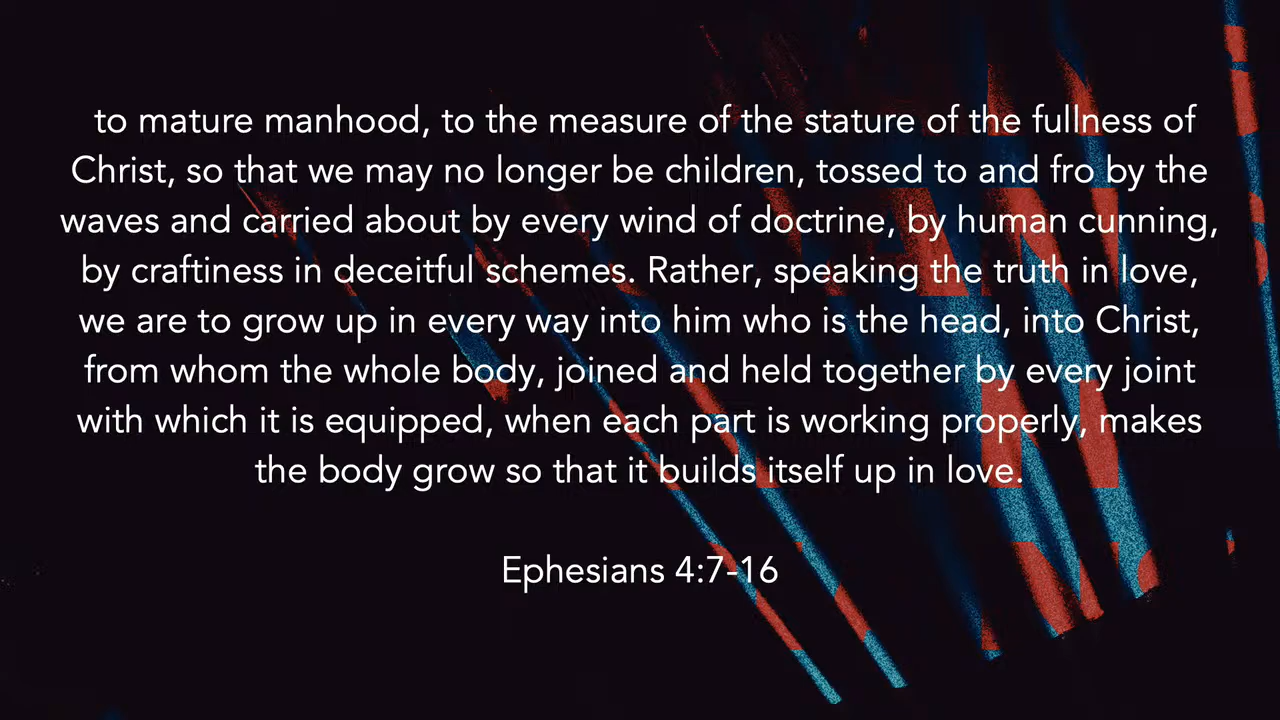 to mature manhood, to the measure of the stature of the fullness of
Christ, so that we may no longer be children, tossed to and fro by the
waves and carried about by every wind of doctrine, by human cunning,
by craftiness in deceitful schemes. Rather, speaking the truth in love,
we are to grow up in every way into him who is the head, into Christ,
from whom the whole body, joined and held together by every joint
with which it is equipped, when each part is working properly, makes
the body grow so that it builds itself up in love.
Ephesians 4:7-16